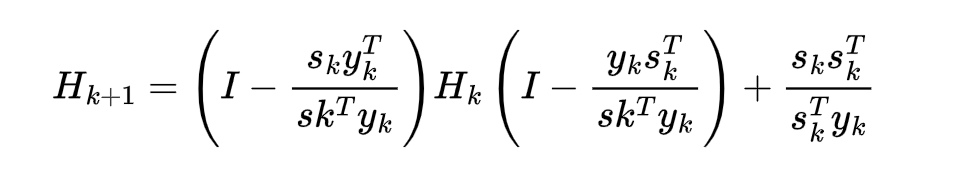 H_{k+1} = \left( I - \frac{s_k y_k^T}{sk^T y_k} \right) H_k \left( I - \frac{y_k s_k^T}{sk^T y_k} \right) + \frac{s_k s_k^T}{s_k^T y_k}